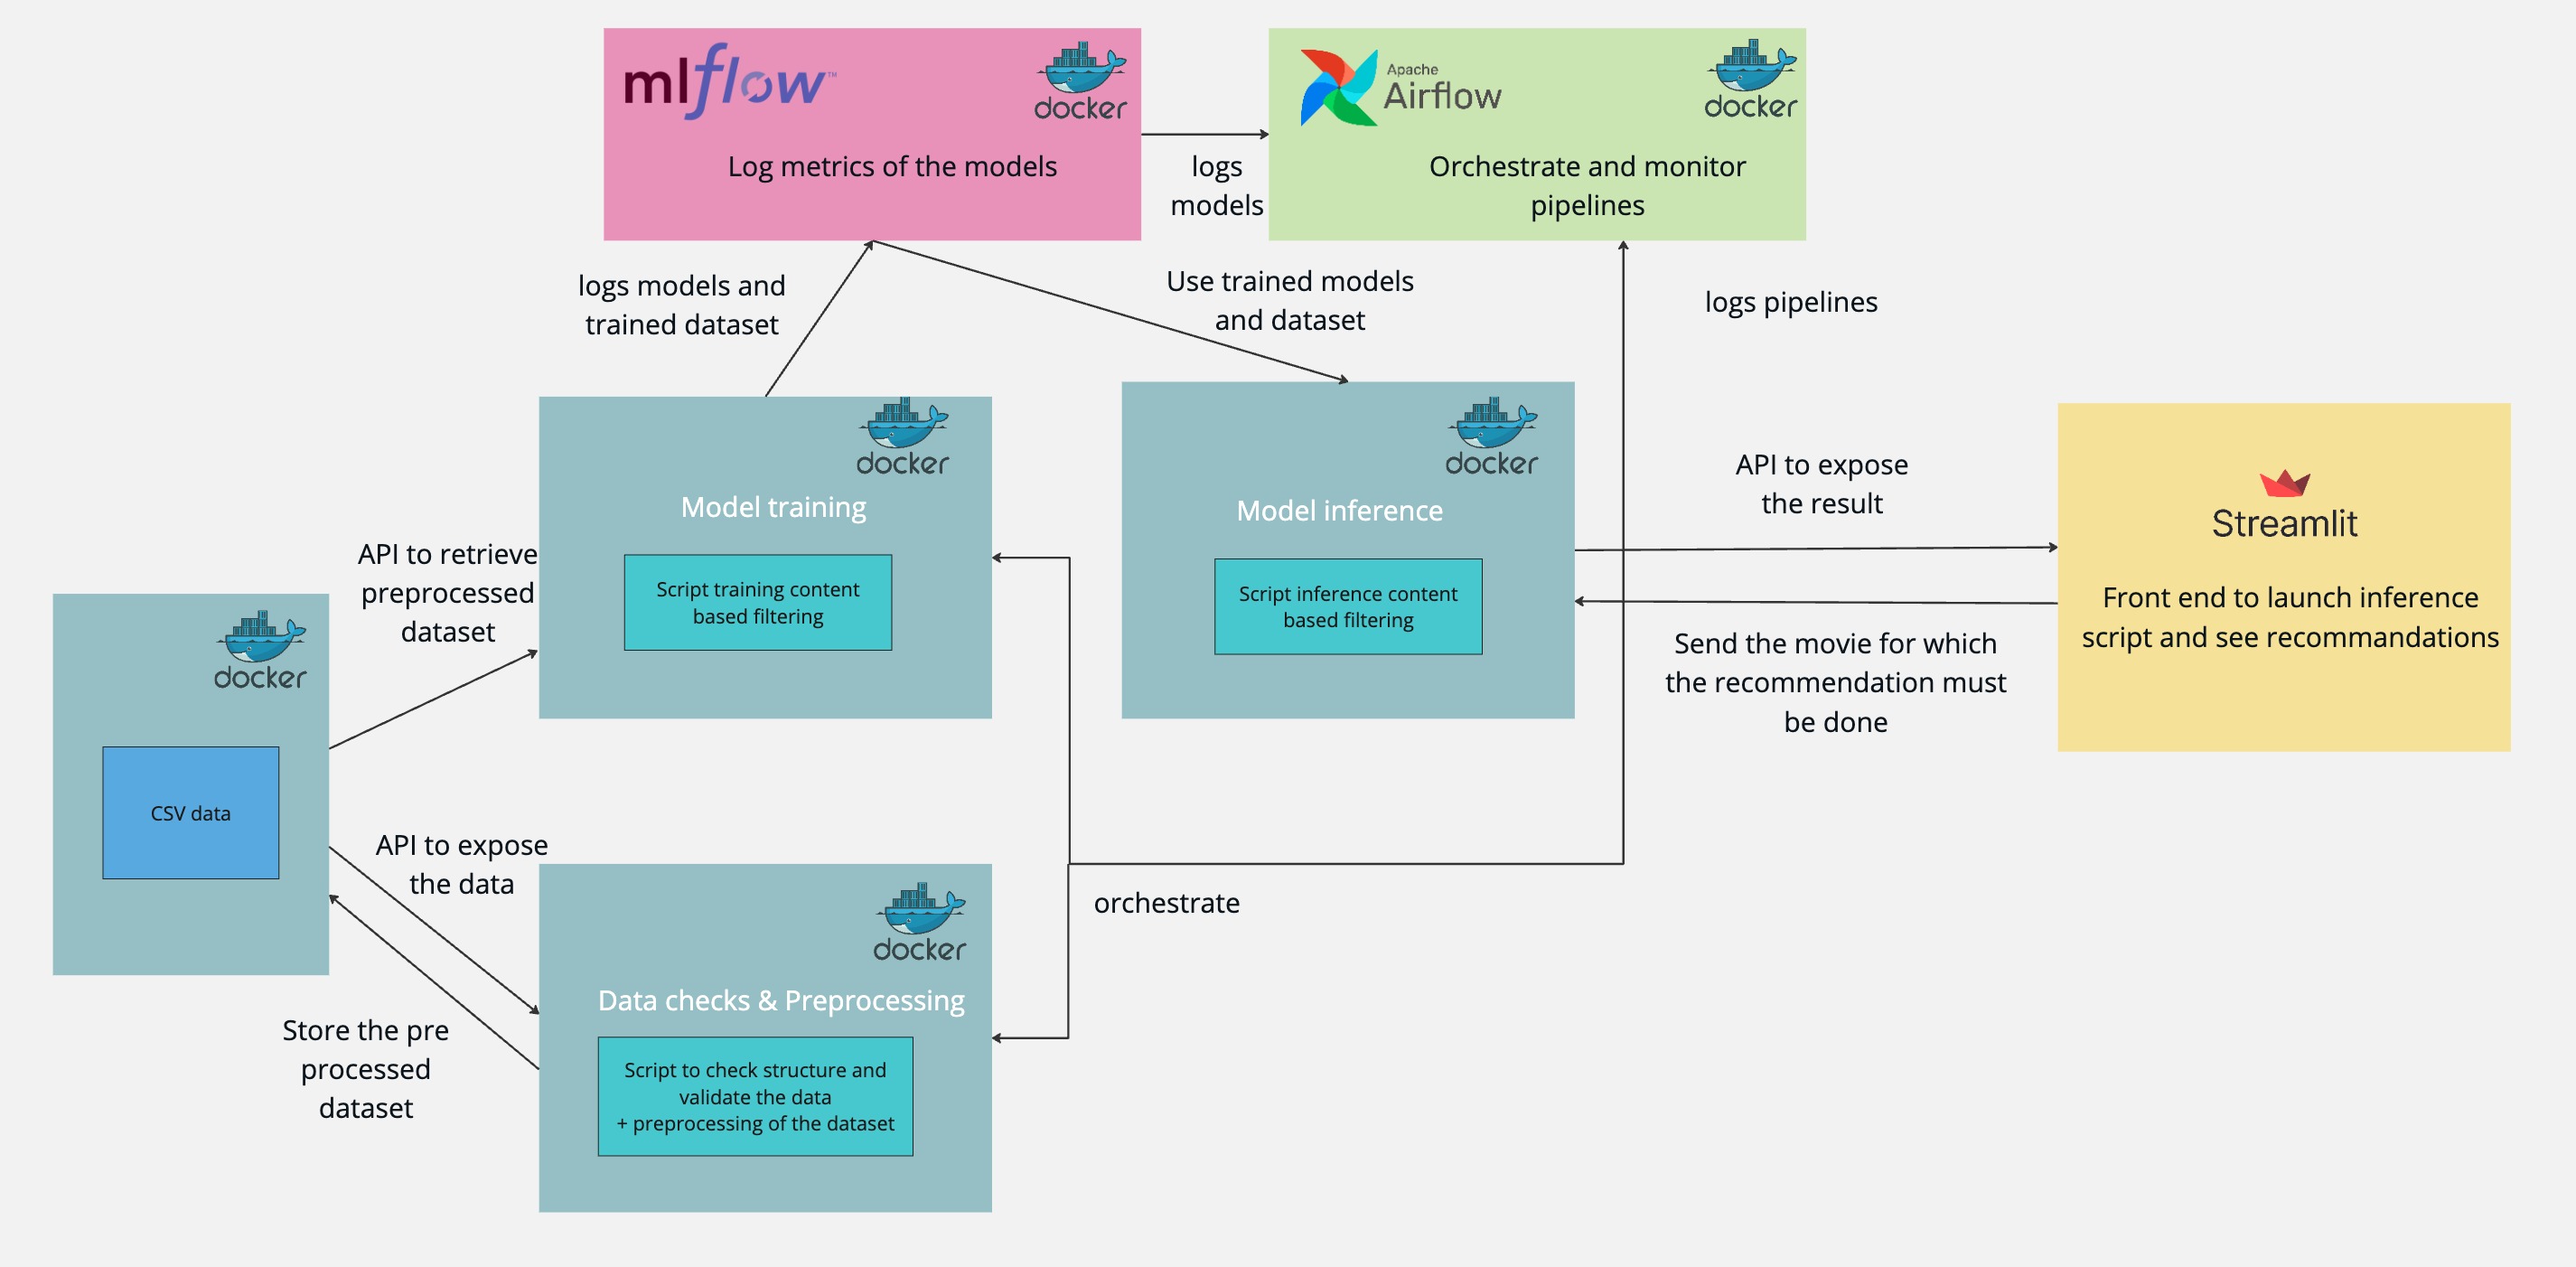 mlflow™
docker
Log metrics of the models
logs
models
Apache
Airflow
docker
Orchestrate and monitor
pipelines
logs models and
trained dataset
Use trained models
and dataset
logs pipelines
docker
Model training
Script training content
based filtering
docker
Model inference
Script inference content
based filtering
API to expose
the result
Send the movie for which
the recommendation must
be done
Streamlit
Front end to launch inference
script and see recommandations
API to retrieve
preprocessed
dataset
docker
CSV data
API to expose
the data
Store the pre
processed
dataset
docker
Data checks & Preprocessing
Script to check structure and
validate the data
+ preprocessing of the dataset
orchestrate